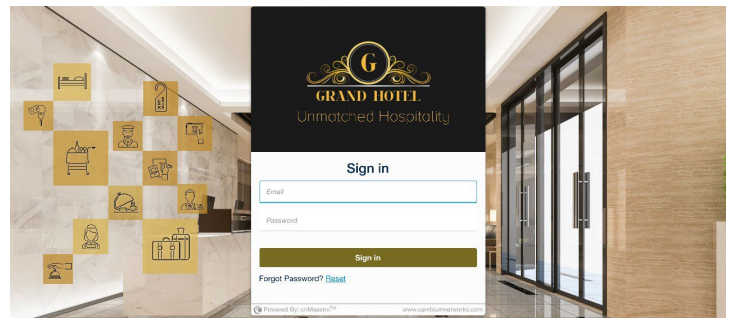 G
GRAND HOTEL
Unmatched Hospitality
Sign in
Email
Password
Sign in
Forgot Password? Reset
Powered By: cnMaestro™
www.cambiumnetworks.com